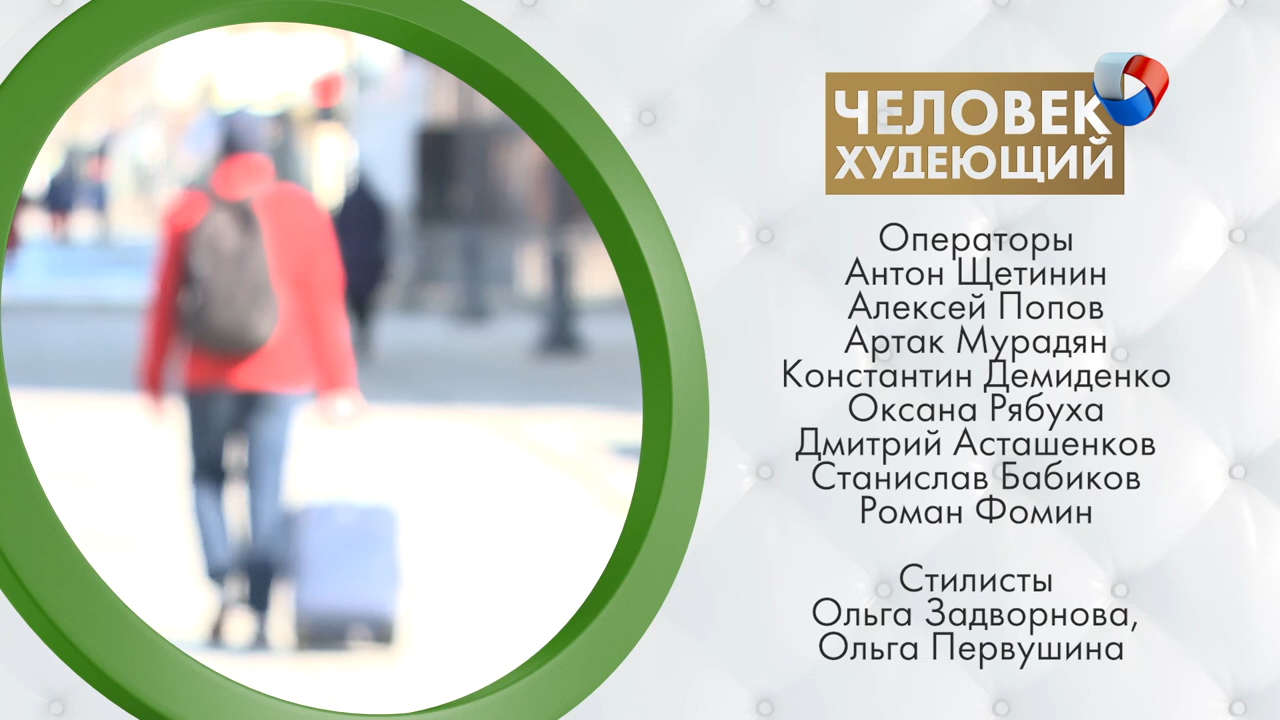 ЧЕЛОВЕК
ХУДЕЮЩИЙ
Операторы
Антон Щетинин
Алексей Попов
Артак Мурадян
Константин Демиденко
Оксана Рябуха
Дмитрий Асташенков
Станислав Бабиков
Роман Фомин
Стилисты
Ольга Задворнова,
Ольга Первушина